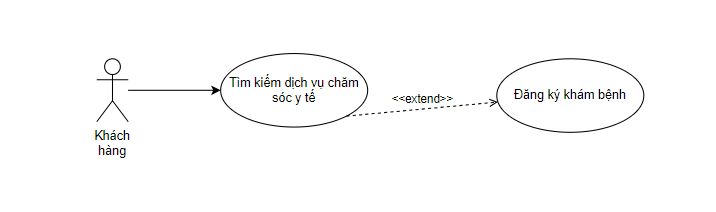 Tìm kiếm dịch vụ chăm
sóc y tế
<<extend>>
Đăng ký khám bệnh
Khách
hàng